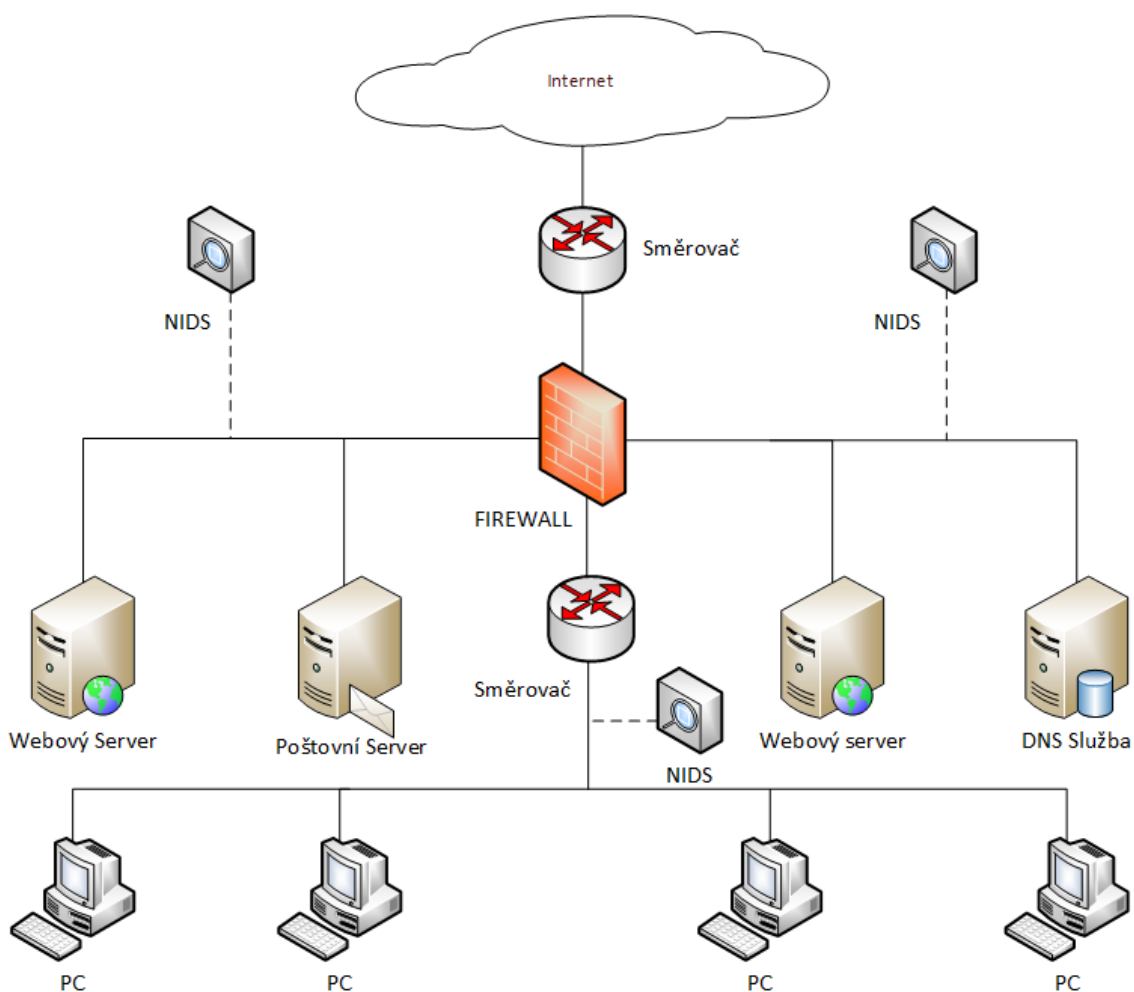 Internet
Směrovač
NIDS
NIDS
FIREWALL
Směrovač
Webový Server
Poštovní Server
Webový server
DNS Služba
NIDS
PC
PC
PC
PC